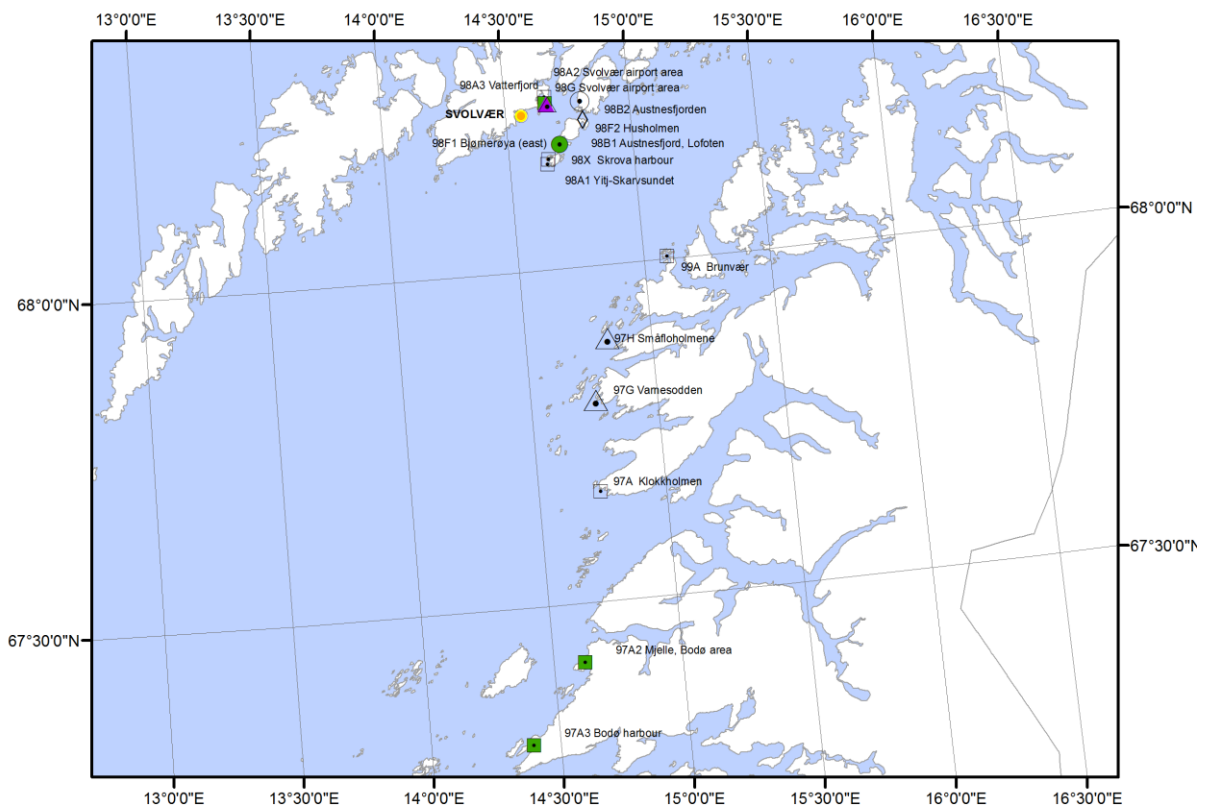 13°0'0"E 13°30'0"E 14°0'0"E 14°30'0"E 15°0'0"E 15°30'0"E 16°0'0"E 16°30'0"E
98A2 Svolvær airport area
98A3 Vatterfjord
98G Svolvær airport area
SVOLVÆR
98B2 Austnesfjorden
98F2 Husholmen
98F1 Bjørnerøya (east)
98B1 Austnesfjord, Lofoten
98X Skrova harbour
98A1 Yitj-Skarvsundet
68°0'0"N
99A Brunvær
68°0'0"N
97H Småfloholmene
97G Varnesodden
97A Klokkholmen
67°30'0"N
67°30'0"N
97A2 Mjelle, Bodø area
97A3 Bodø harbour
13°0'0"E 13°30'0"E 14°0'0"E 14°30'0"E 15°0'0"E 15°30'0"E 16°0'0"E 16°30'0"E